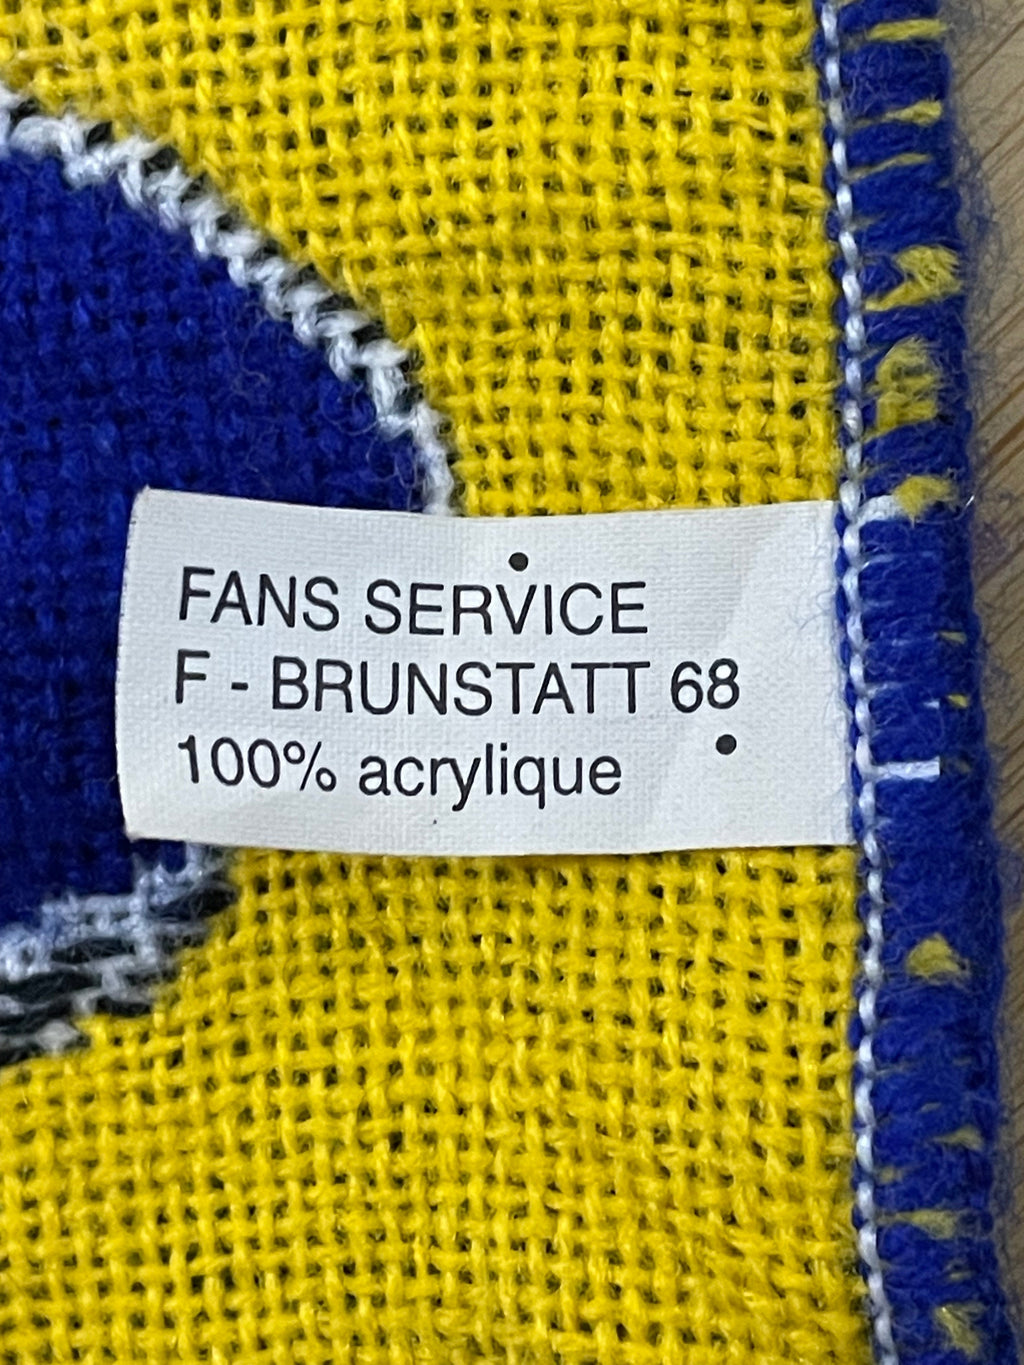 FANS SERVICE
F - BRUNSTATT 68
100% acrylique